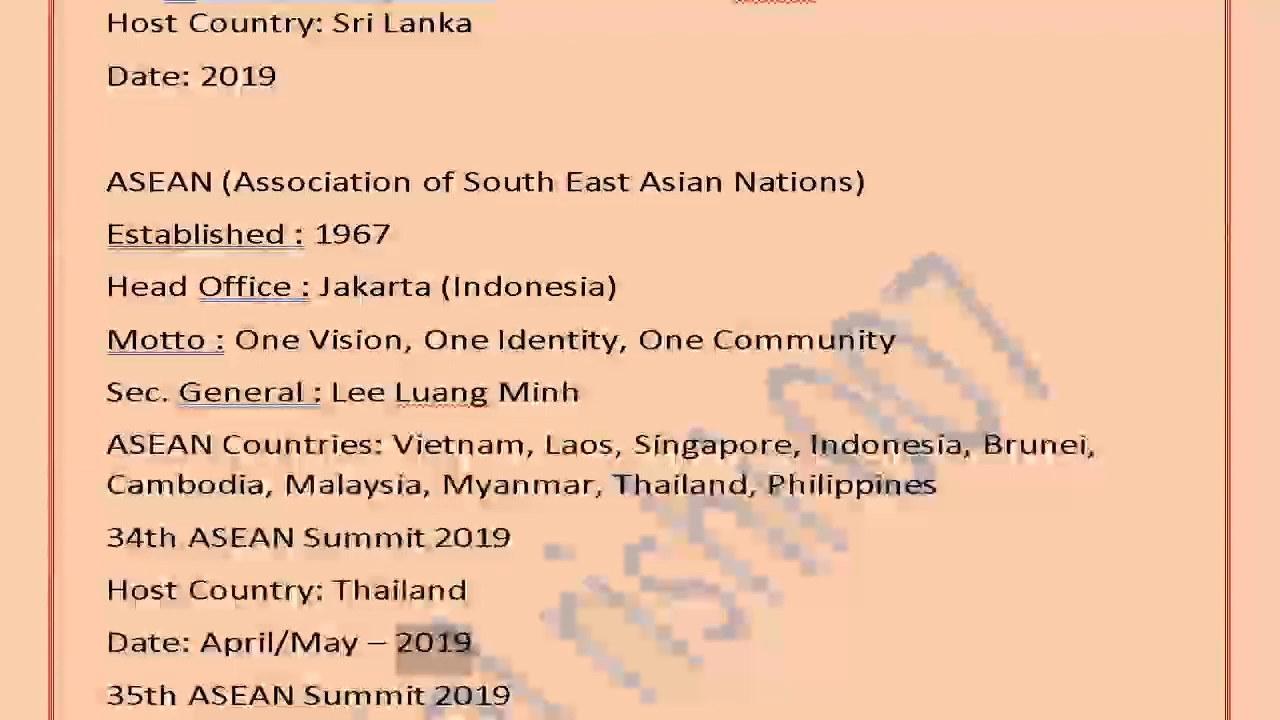 Host Country: Sri Lanka
Date: 2019
ASEAN (Association of South East Asian Nations)
Established : 1967
Head Office : Jakarta (Indonesia)
Motto : One Vision, One Identity, One Community
Sec. General : Lee Luang Minh
ASEAN Countries: Vietnam, Laos, Singapore, Indonesia, Brunei,
Cambodia, Malaysia, Myanmar, Thailand, Philippines
34th ASEAN Summit 2019
Host Country: Thailand
Date: April/May – 2019
35th ASEAN Summit 2019